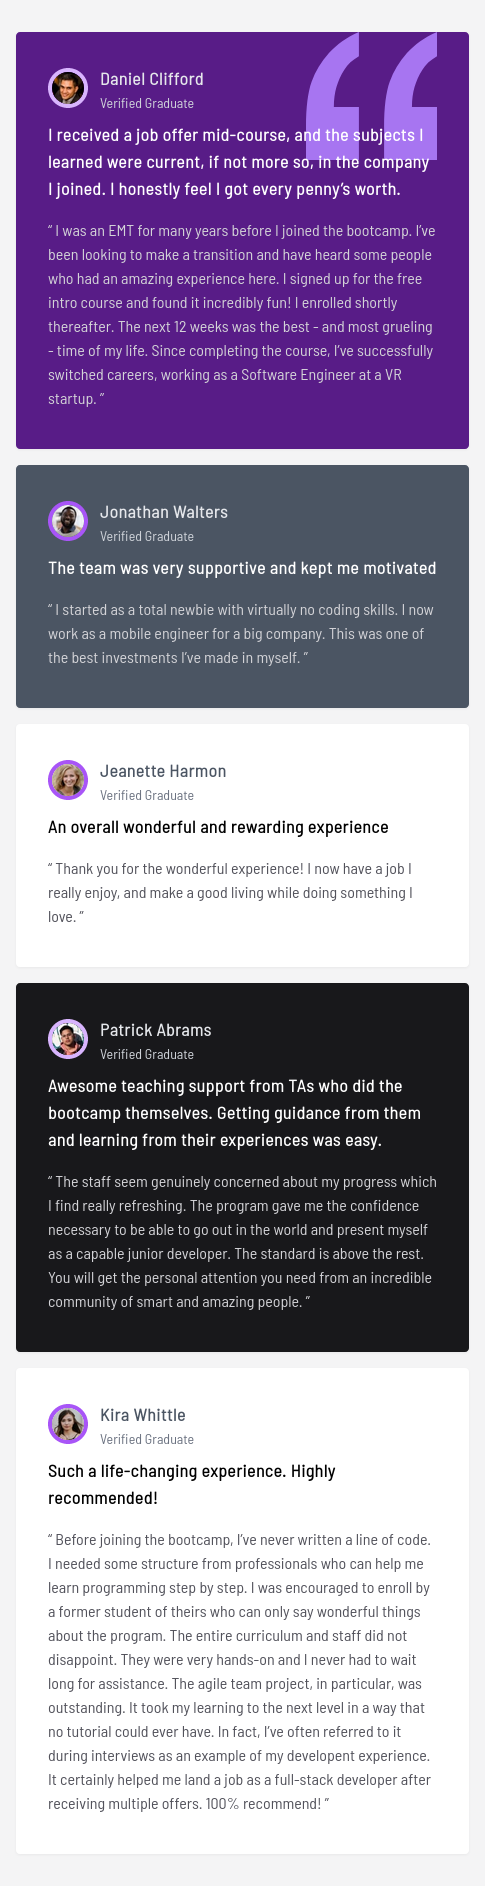 Daniel Clifford
Verified Graduate
I received a job offer mid-course, and the subjects I
learned were current, if not more so, in the company
I joined. I honestly feel I got every penny’s worth.
“ I was an EMT for many years before I joined the bootcamp. I’ve
been looking to make a transition and have heard some people
who had an amazing experience here. I signed up for the free
intro course and found it incredibly fun! I enrolled shortly
thereafter. The next 12 weeks was the best - and most grueling
- time of my life. Since completing the course, I’ve successfully
switched careers, working as a Software Engineer at a VR
startup. ”
Jonathan Walters
Verified Graduate
The team was very supportive and kept me motivated
“ I started as a total newbie with virtually no coding skills. I now
work as a mobile engineer for a big company. This was one of
the best investments I’ve made in myself. ”
Jeanette Harmon
Verified Graduate
An overall wonderful and rewarding experience
“ Thank you for the wonderful experience! I now have a job I
really enjoy, and make a good living while doing something I
love. ”
Patrick Abrams
Verified Graduate
Awesome teaching support from TAs who did the
bootcamp themselves. Getting guidance from them
and learning from their experiences was easy.
“ The staff seem genuinely concerned about my progress which
I find really refreshing. The program gave me the confidence
necessary to be able to go out in the world and present myself
as a capable junior developer. The standard is above the rest.
You will get the personal attention you need from an incredible
community of smart and amazing people. ”
Kira Whittle
Verified Graduate
Such a life-changing experience. Highly
recommended!
“ Before joining the bootcamp, I’ve never written a line of code.
I needed some structure from professionals who can help me
learn programming step by step. I was encouraged to enroll by
a former student of theirs who can only say wonderful things
about the program. The entire curriculum and staff did not
disappoint. They were very hands-on and I never had to wait
long for assistance. The agile team project, in particular, was
outstanding. It took my learning to the next level in a way that
no tutorial could ever have. In fact, I’ve often referred to it
during interviews as an example of my developent experience.
It certainly helped me land a job as a full-stack developer after
receiving multiple offers. 100% recommend! ”